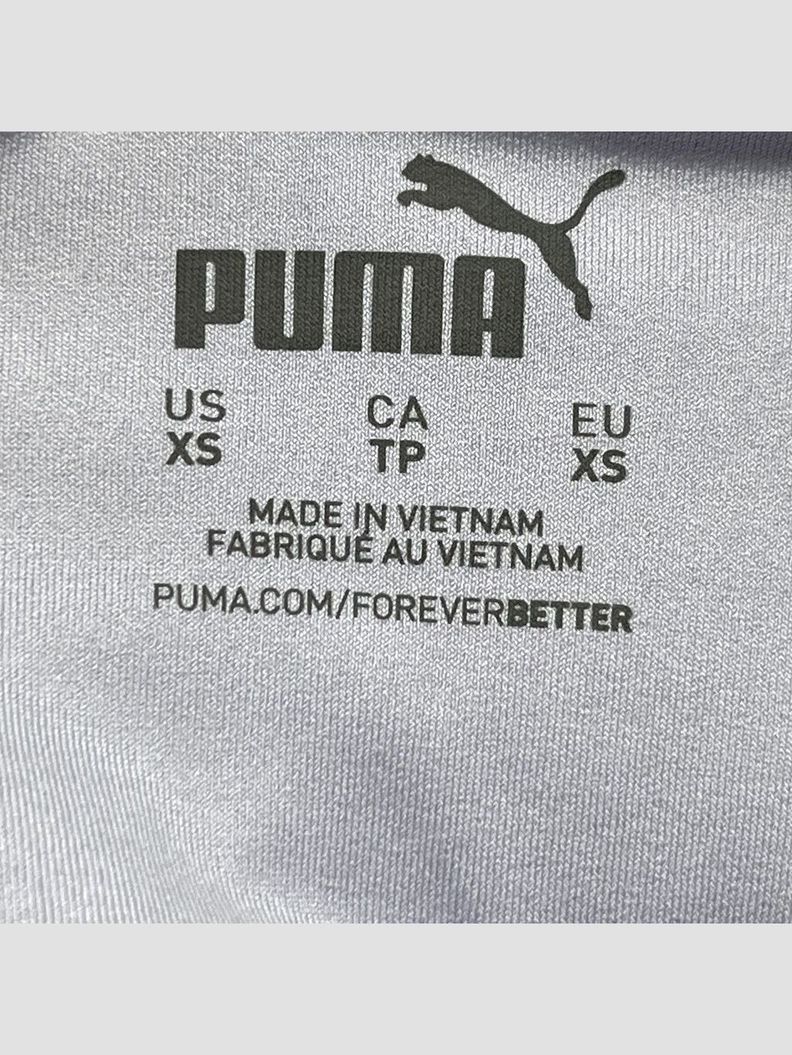 PUMA
US CA EU
XS TP XS
MADE IN VIETNAM
FABRIQUÉ AU VIETNAM
PUMA.COM/FOREVERBETTER